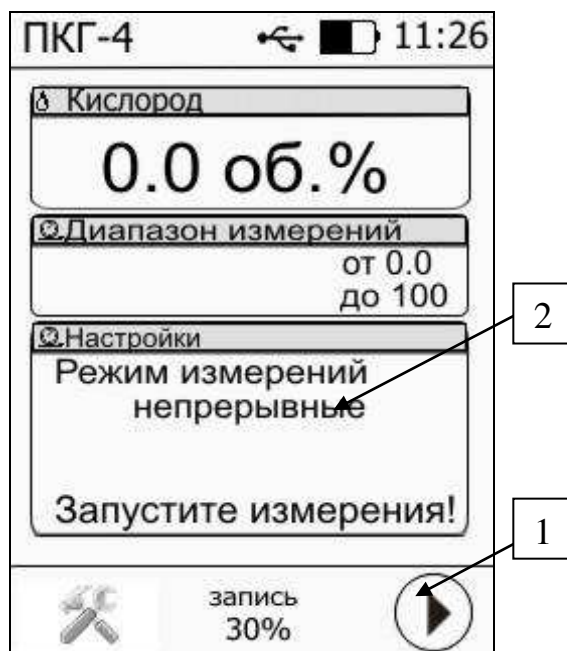 ПКГ-4 11:26
Кислород
0.0 об.%
Диапазон измерений
от 0.0
до 100
Настройки
Режим измерений
непрерывные
Запустите измерения!
запись
30%
2
1